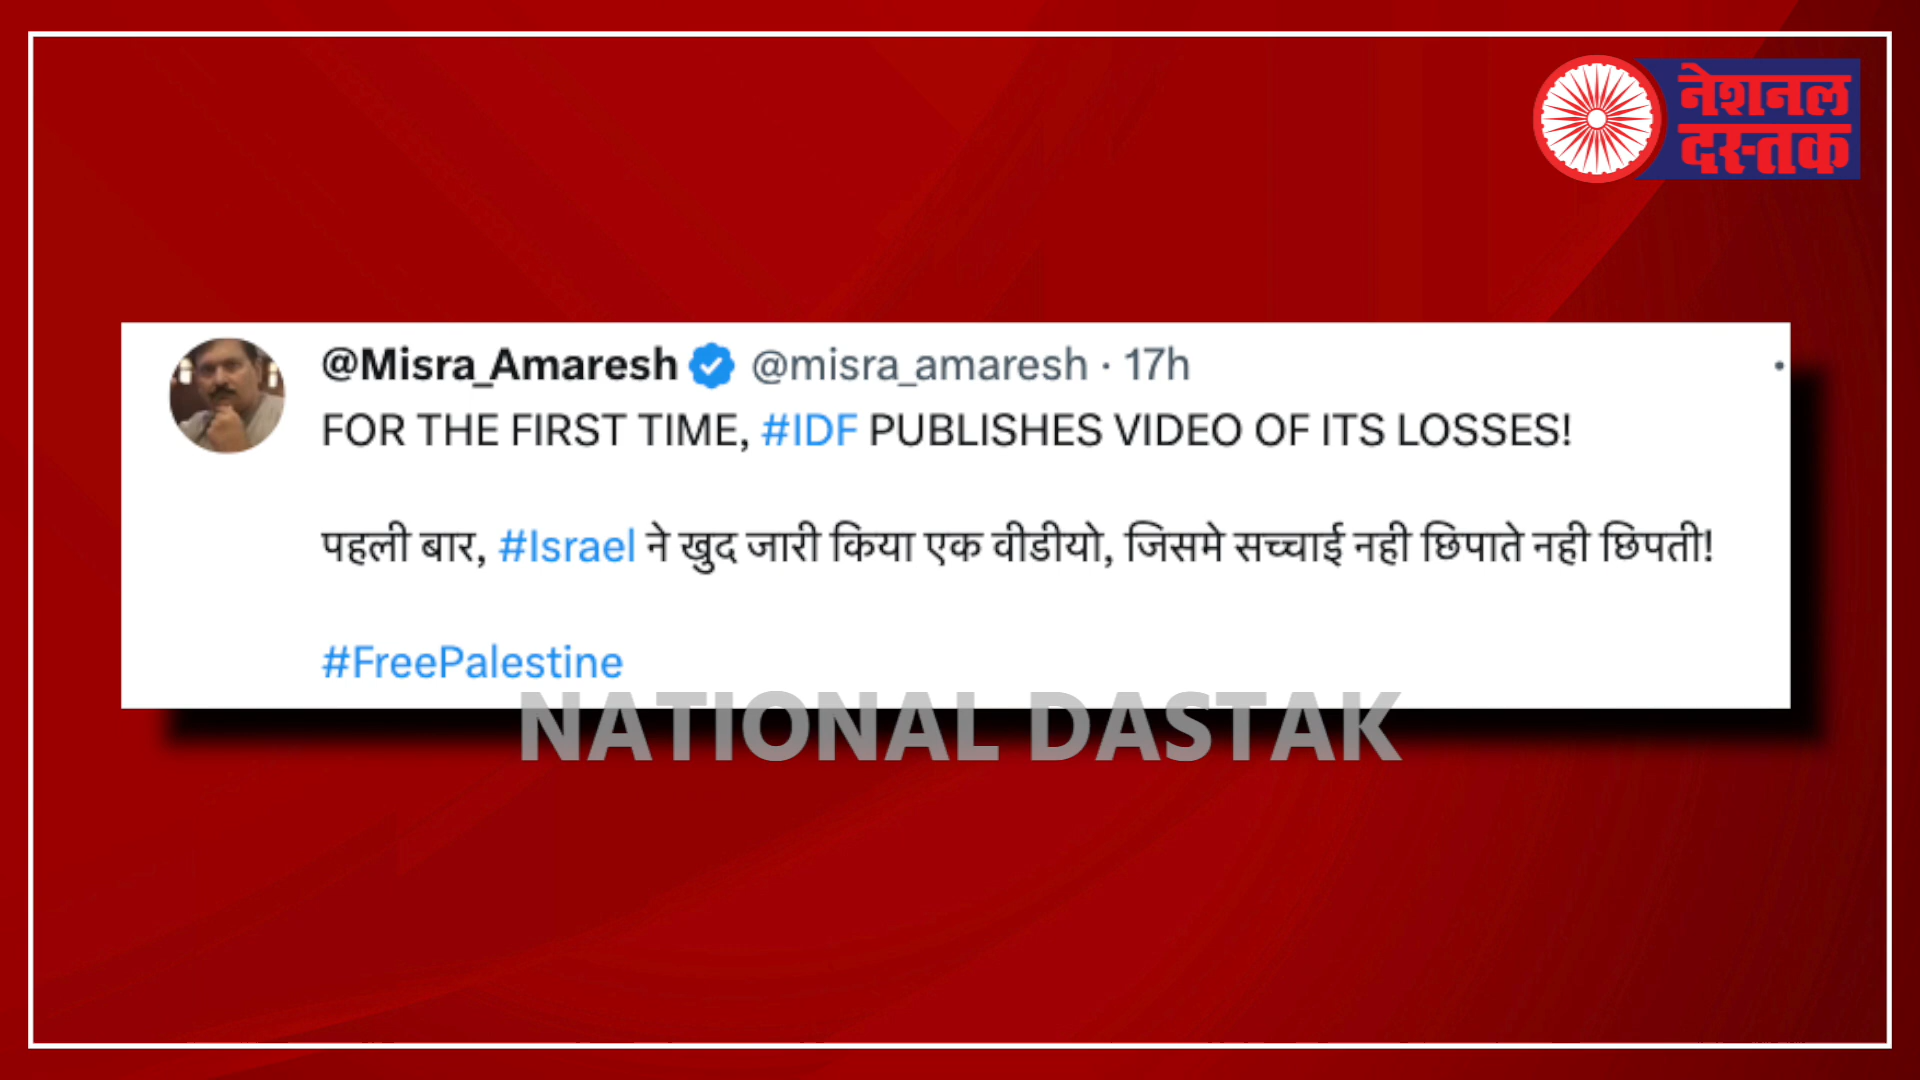 नेशनल
दस्तक
@Misra_Amaresh @misra_amaresh · 17h
FOR THE FIRST TIME, #IDF PUBLISHES VIDEO OF ITS LOSSES!
पहली बार, #Israel ने खुद जारी किया एक वीडीयो, जिसमे सच्चाई नही छिपाते नही छिपती!
#FreePalestine
NATIONAL DASTAK